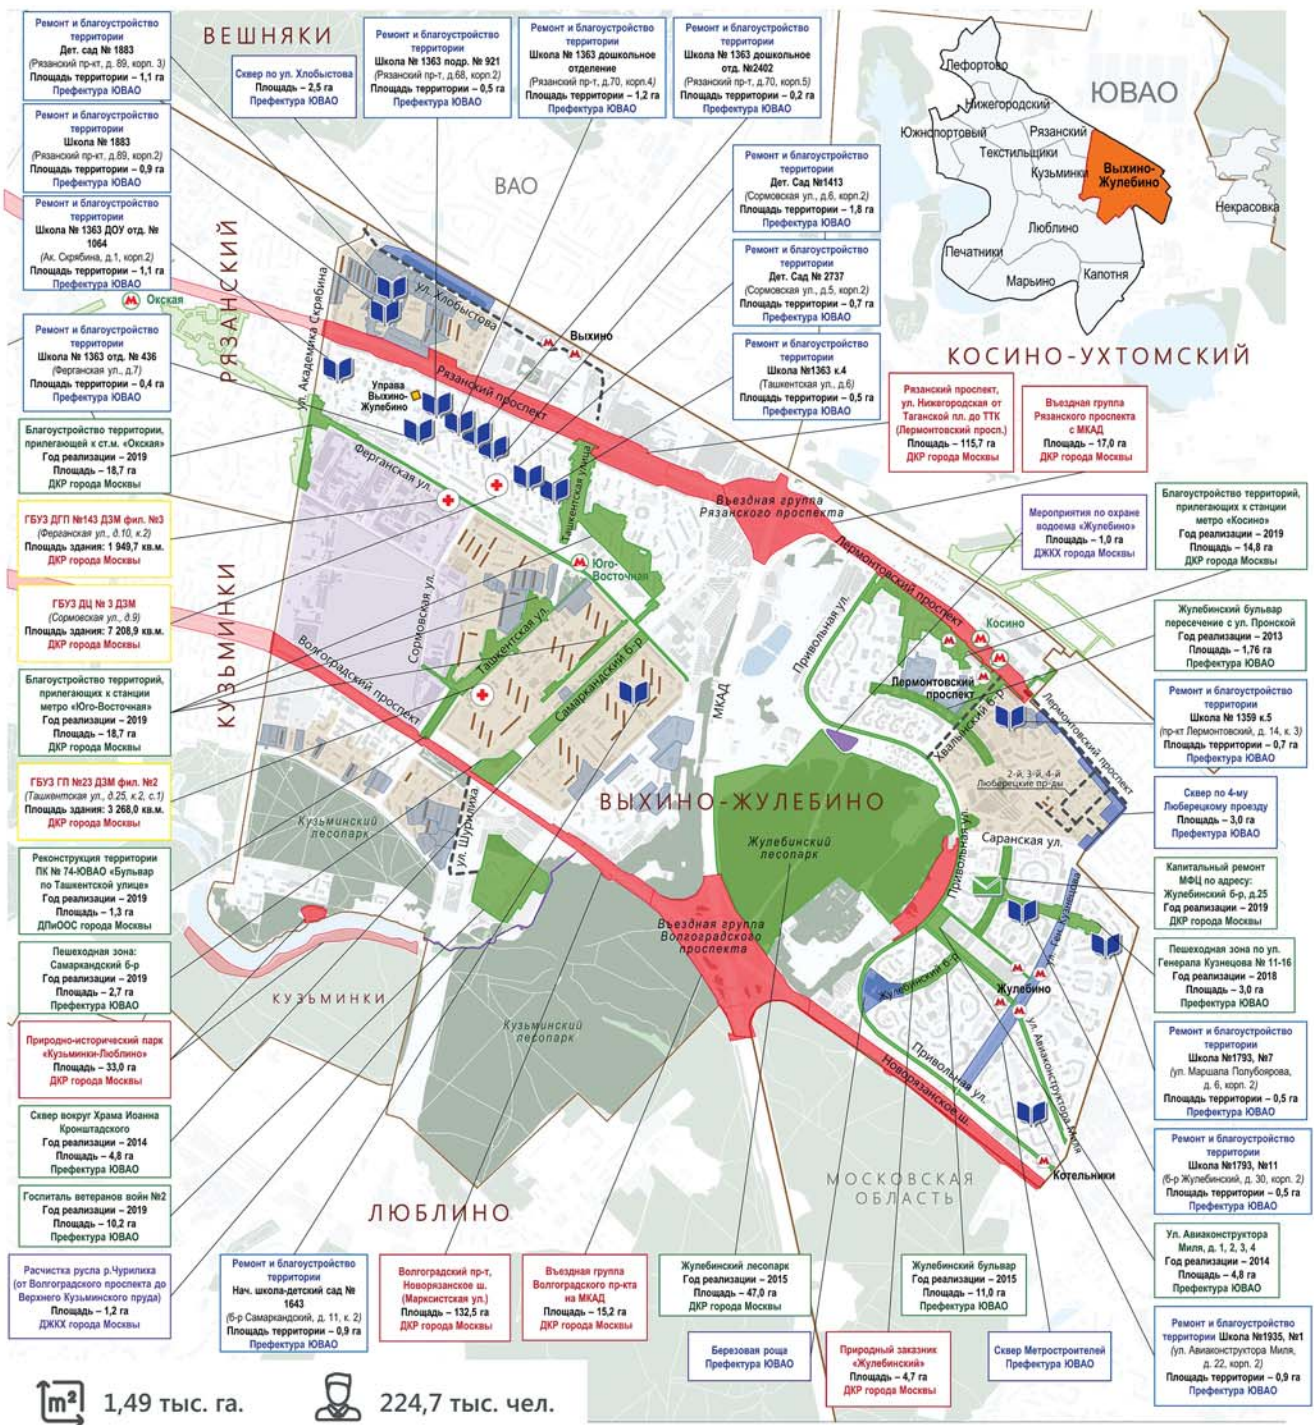 Ремонт и благоустройство
территории
Дет. сад № 1883
(Рязанский пр-кт, д. 89, корп. 3)
Площадь территории – 1,1 га
Префектура ЮВАО
Ремонт и благоустройство
территории
Школа № 1883
(Рязанский пр-кт, д.89, корп.2)
Площадь территории – 0,9 га
Префектура ЮВАО
Ремонт и благоустройство
территории
Школа № 1363 ДОУ отд. №
1064
(Ак. Скрябина, д.1, корп.2)
Площадь территории – 1,1 га
Префектура ЮВАО
Ремонт и благоустройство
территории
Школа № 1363 отд. № 436
(Ферганская ул., д.7)
Площадь территории – 0,4 га
Префектура ЮВАО
Благоустройство территории,
прилегающей к ст.м. «Окская»
Год реализации – 2019
Площадь – 18,7 га
ДКР города Москвы
ГБУЗ ДГП №143 ДЗМ фил. №3
(Ферганская ул., д.10, к.2)
Площадь здания: 1 949,7 кв.м.
ДКР города Москвы
ГБУЗ ДЦ № 3 ДЗМ
(Сормовская ул., д.9)
Площадь здания: 7 208,9 кв.м.
ДКР города Москвы
Благоустройство территорий,
прилегающих к станции
метро «Юго-Восточная»
Год реализации – 2019
Площадь – 18,7 га
ДКР города Москвы
ГБУЗ ГП №23 ДЗМ фил. №2
(Ташкентская ул., д.25, к.2, с.1)
Площадь здания: 3 268,0 кв.м.
ДКР города Москвы
Реконструкция территории
ПК № 74-ЮВАО «Бульвар
по Ташкентской улице»
Год реализации – 2019
Площадь – 1,3 га
ДПиООС города Москвы
Пешеходная зона:
Самаркандский б-р
Год реализации – 2019
Площадь – 2,7 га
Префектура ЮВАО
Природно-исторический парк
«Кузьминки-Люблино»
Площадь – 33,0 га
ДКР города Москвы
Сквер вокруг Храма Иоанна
Кронштадского
Год реализации – 2014
Площадь – 4,8 га
Префектура ЮВАО
Госпиталь ветеранов войн №2
Год реализации – 2019
Площадь – 10,2 га
Префектура ЮВАО
Расчистка русла р.Чурилиха
(от Волгоградского проспекта до
Верхнего Кузьминского пруда)
Площадь – 1,2 га
ДЖКХ города Москвы
ВЕШНЯКИ
Сквер по ул. Хлобыстова
Площадь – 2,5 га
Префектура ЮВАО
Ремонт и благоустройство
территории
Школа № 1363 подр. № 921
(Рязанский пр-т, д.68, корп.2)
Площадь территории – 0,5 га
Префектура ЮВАО
Ремонт и благоустройство
территории
Школа № 1363 дошкольное
отделение
(Рязанский пр-т, д.70, корп.4)
Площадь территории – 1,2 га
Префектура ЮВАО
Ремонт и благоустройство
территории
Школа № 1363 дошкольное
отд. №2402
(Рязанский пр-т, д.70, корп.5)
Площадь территории – 0,2 га
Префектура ЮВАО
Ремонт и благоустройство
территории
Дет. Сад №1413
(Сормовская ул., д.6, корп.2)
Площадь территории – 1,8 га
Префектура ЮВАО
Ремонт и благоустройство
территории
Дет. Сад № 2737
(Сормовская ул., д.5, корп.2)
Площадь территории – 0,7 га
Префектура ЮВАО
Ремонт и благоустройство
территории
Школа №1363 к.4
(Ташкентская ул., д.6)
Площадь территории – 0,5 га
Префектура ЮВАО
ЮВАО
Лефортово
Нижегородский
Южнопортовый
Рязанский
Текстильщики
Кузьминки
Выхино-
Жулебино
Некрасовка
Люблино
Печатники
Марьино
Капотня
КОСИНО-УХТОМСКИЙ
Рязанский проспект,
ул. Нижегородская от
Таганской пл. до ТТК
(Лермонтовский просп.)
Площадь – 115,7 га
ДКР города Москвы
Въездная группа
Рязанского проспекта
с МКАД
Площадь – 17,0 га
ДКР города Москвы
Мероприятия по охране
водоема «Жулебино»
Площадь – 1,0 га
ДЖКХ города Москвы
Благоустройство территорий,
прилегающих к станции
метро «Косино»
Год реализации – 2019
Площадь – 14,8 га
ДКР города Москвы
Жулебинский бульвар
пересечение с ул. Пронской
Год реализации – 2013
Площадь – 1,76 га
Префектура ЮВАО
Ремонт и благоустройство
территории
Школа № 1359 к.5
(пр-кт Лермонтовский, д. 14, к. 3)
Площадь территории – 0,7 га
Префектура ЮВАО
Сквер по 4-му
Люберецкому проезду
Площадь – 3,0 га
Префектура ЮВАО
Капитальный ремонт
МФЦ по адресу:
Жулебинский б-р, д.25
Год реализации – 2019
ДКР города Москвы
Пешеходная зона по ул.
Генерала Кузнецова № 11-16
Год реализации – 2018
Площадь – 3,0 га
Префектура ЮВАО
Ремонт и благоустройство
территории
Школа №1793, №7
(ул. Маршала Полубоярова,
д. 6, корп. 2)
Площадь территории – 0,5 га
Префектура ЮВАО
Ремонт и благоустройство
территории
Школа №1793, №11
(б-р Жулебинский, д. 30, корп. 2)
Площадь территории – 0,5 га
Префектура ЮВАО
Ул. Авиаконструктора
Миля, д. 1, 2, 3, 4
Год реализации – 2014
Площадь – 4,8 га
Префектура ЮВАО
Ремонт и благоустройство
территории Школа №1935, №1
(ул. Авиаконструктора Миля,
д. 22, корп. 2)
Площадь территории – 0,9 га
Префектура ЮВАО
ВАО
РЯЗАНСКИЙ
Окская
ул. Академика Скрябина
ул. Хлобыстова
Выхино
Управа
Выхино-
Жулебино
Рязанский проспект
Ферганская ул.
Ташкентская улица
Въездная группа
Рязанского проспекта
Лермонтовский проспект
Юго-
Восточная
КУЗЬМИНКИ
Сормовская ул.
Ташкентская ул.
Волгоградский проспект
Самаркандский б-р
МКАД
Привольная ул.
Косино
Лермонтовский
проспект
Хвалынский б-р
Лермонтовский проспект
2-й, 3-й, 4-й
Люберецкие пр-ды
ВЫХИНО-ЖУЛЕБИНО
Кузьминский
лесопарк
ул. Шурилиха
Жулебинский
лесопарк
Саранская ул.
Привольная ул.
ул. Ген. Кузнецова
Въездная группа
Волгоградского
проспекта
Жулебинский б-р
Жулебино
КУЗЬМИНКИ
Кузьминский
лесопарк
ул. Авиаконструктора Миля
Привольная ул.
Новорязанское ш.
Котельники
МОСКОВСКАЯ
ОБЛАСТЬ
ЛЮБЛИНО
Ремонт и благоустройство
территории
Нач. школа-детский сад №
1643
(б-р Самаркандский, д. 11, к. 2)
Площадь территории – 0,9 га
Префектура ЮВАО
Волгоградский пр-т,
Новорязанское ш.
(Марксистская ул.)
Площадь – 132,5 га
ДКР города Москвы
Въездная группа
Волгоградского пр-кта
на МКАД
Площадь – 15,2 га
ДКР города Москвы
Жулебинский лесопарк
Год реализации – 2015
Площадь – 47,0 га
ДКР города Москвы
Березовая роща
Префектура ЮВАО
Природный заказник
«Жулебинский»
Площадь – 4,7 га
ДКР города Москвы
Жулебинский бульвар
Год реализации – 2015
Площадь – 11,0 га
Префектура ЮВАО
Сквер Метростроителей
Префектура ЮВАО
m² 1,49 тыс. га.
224,7 тыс. чел.